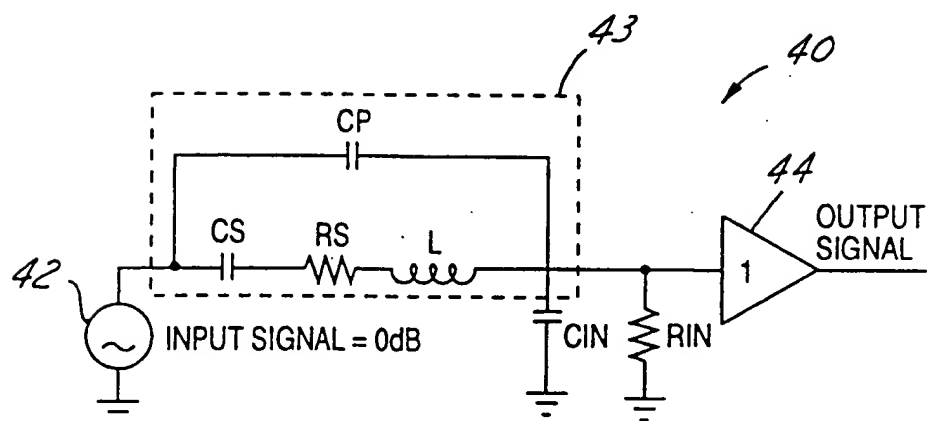 43
40
CP
44
CS
RS
L
OUTPUT
SIGNAL
1
42
INPUT SIGNAL = 0dB
CIN
RIN